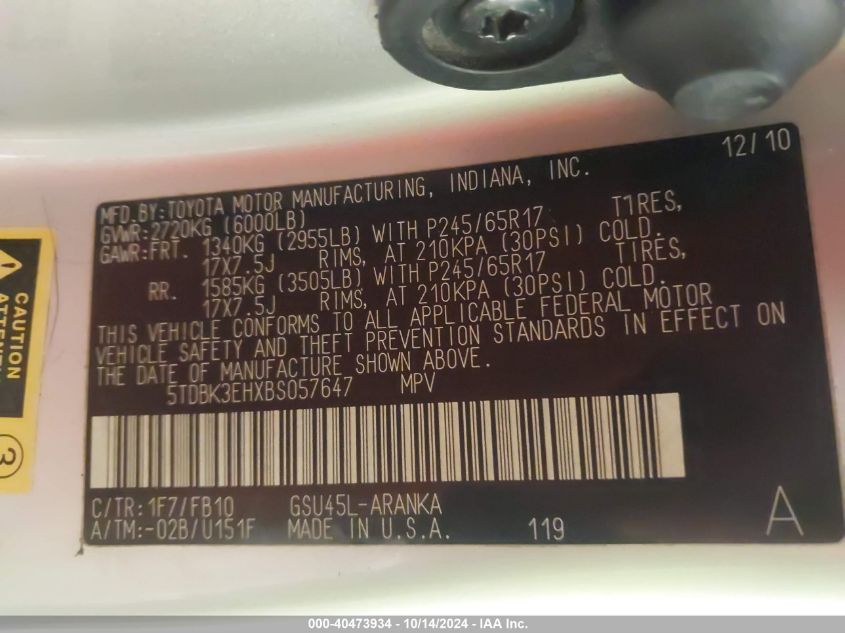 12/10
MFD.BY:TOYOTA MOTOR MANUFACTURING, INDIANA, INC.
GVWR:2720KG (6000LB)
GAWR:FRT. 1340KG (2955LB) WITH P245/65R17 TIRES,
17X7.5J RIMS, AT 210KPA (30PSI) COLD.
RR. 1585KG (3505LB) WITH P245/65R17 TIRES,
17X7.5J RIMS, AT 210KPA (30PSI) COLD.
THIS VEHICLE CONFORMS TO ALL APPLICABLE FEDERAL MOTOR
VEHICLE SAFETY AND THEFT PREVENTION STANDARDS IN EFFECT ON
THE DATE OF MANUFACTURE SHOWN ABOVE.
5TDBK3EHXBS057647 MPV
C/TR:1F7/FB10 GSU45L-ARANKA
A/TM:-02B/U151F MADE IN U.S.A. 119 A
CAUTION
3
000-40473934 - 10/14/2024 - IAA Inc.